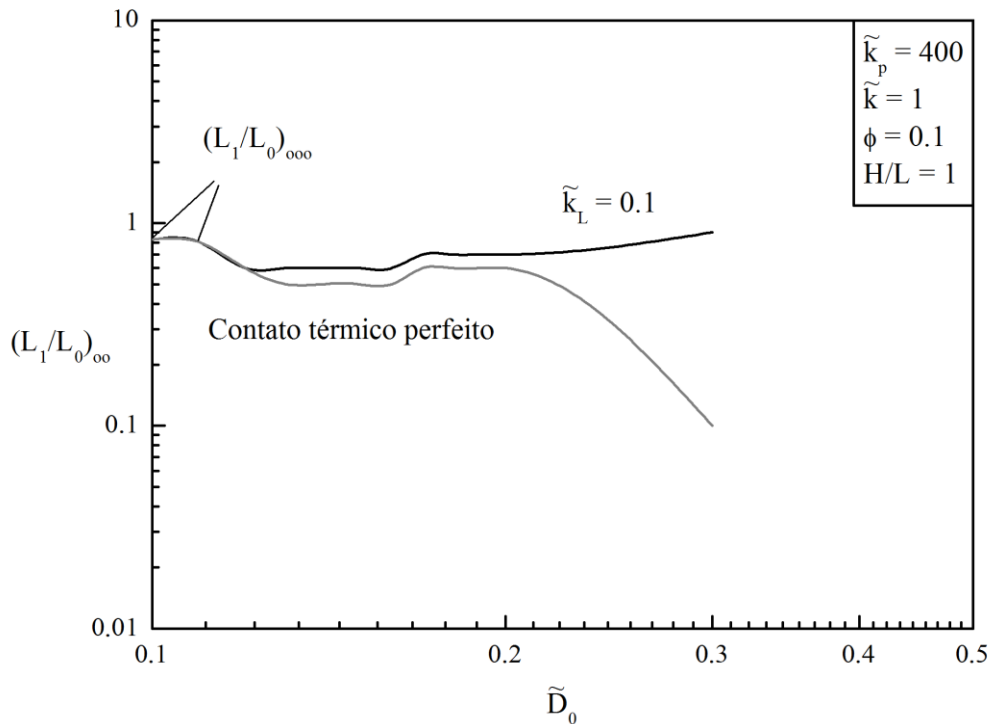 10
k̃ₚ = 400
k̃ = 1
ϕ = 0.1
H/L = 1
(L₁/L₀)ₒₒₒ
k̃_L = 0.1
1
Contato térmico perfeito
(L₁/L₀)ₒₒ
0.1
0.01
0.1 0.2 0.3 0.4 0.5
D̃₀